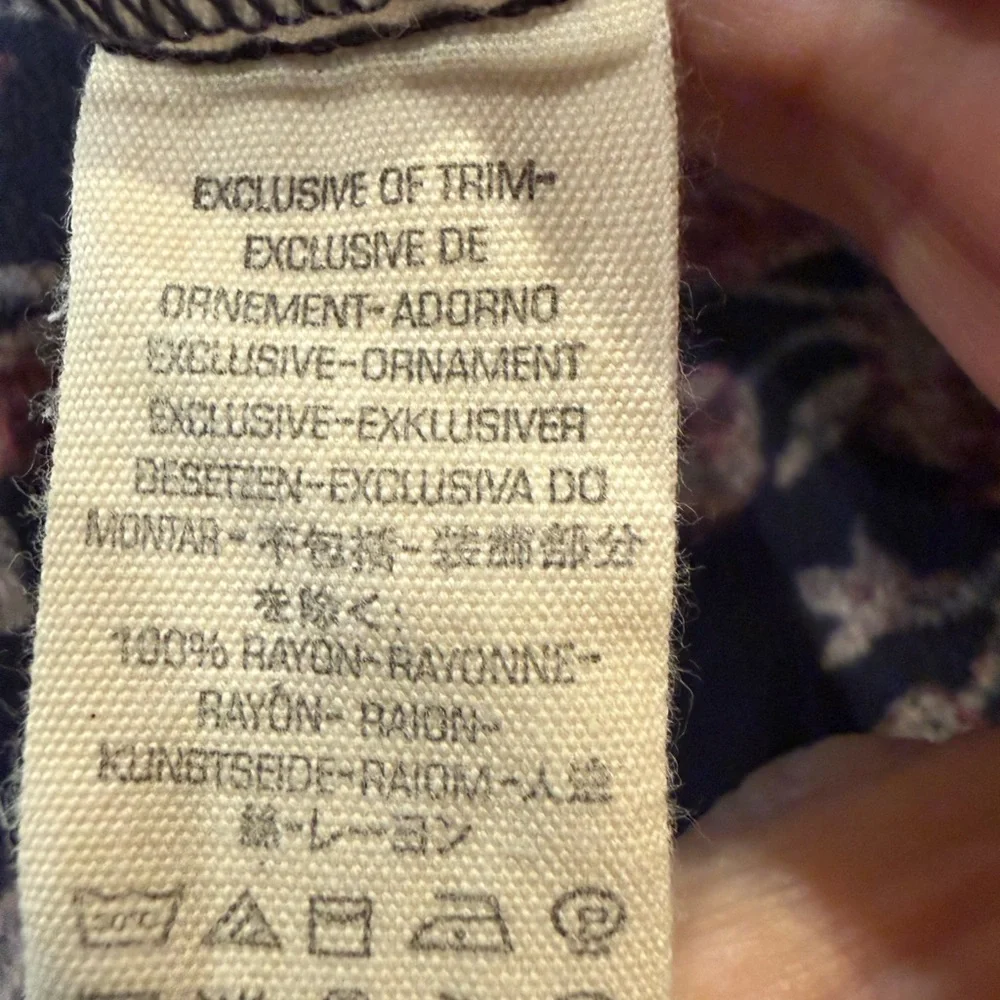 EXCLUSIVE OF TRIM-
EXCLUSIVE DE
ORNEMENT-ADORNO
EXCLUSIVE-ORNAMENT
EXCLUSIVE-EXKLUSIVER
DESETZEN-EXCLUSIVA DO
MONTAR-不包括-装飾部分
を除く:
100% RAYON-RAYONNE-
RAYÓN- RAION-
KUNSTSEIDE-RAIOM-人造
絲-レーヨン